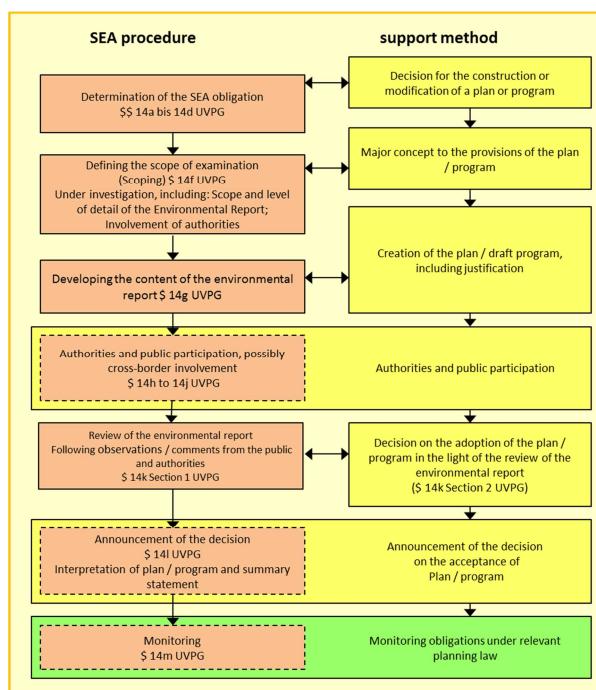 SEA procedure
support method
Determination of the SEA obligation
$$ 14a bis 14d UVPG
Decision for the construction or
modification of a plan or program
Defining the scope of examination
(Scoping) $ 14f UVPG
Under investigation, including: Scope and level
of detail of the Environmental Report;
Involvement of authorities
Major concept to the provisions of the plan
/ program
Developing the content of the environmental
report $ 14g UVPG
Creation of the plan / draft program,
including justification
Authorities and public participation, possibly
cross-border involvement
$ 14h to 14j UVPG
Authorities and public participation
Review of the environmental report
Following observations / comments from the public
and authorities
$ 14k Section 1 UVPG
Decision on the adoption of the plan /
program in the light of the review of the
environmental report
($ 14k Section 2 UVPG)
Announcement of the decision
$ 14l UVPG
Interpretation of plan / program and summary
statement
Announcement of the decision
on the acceptance of
Plan / program
Monitoring
$ 14m UVPG
Monitoring obligations under relevant
planning law